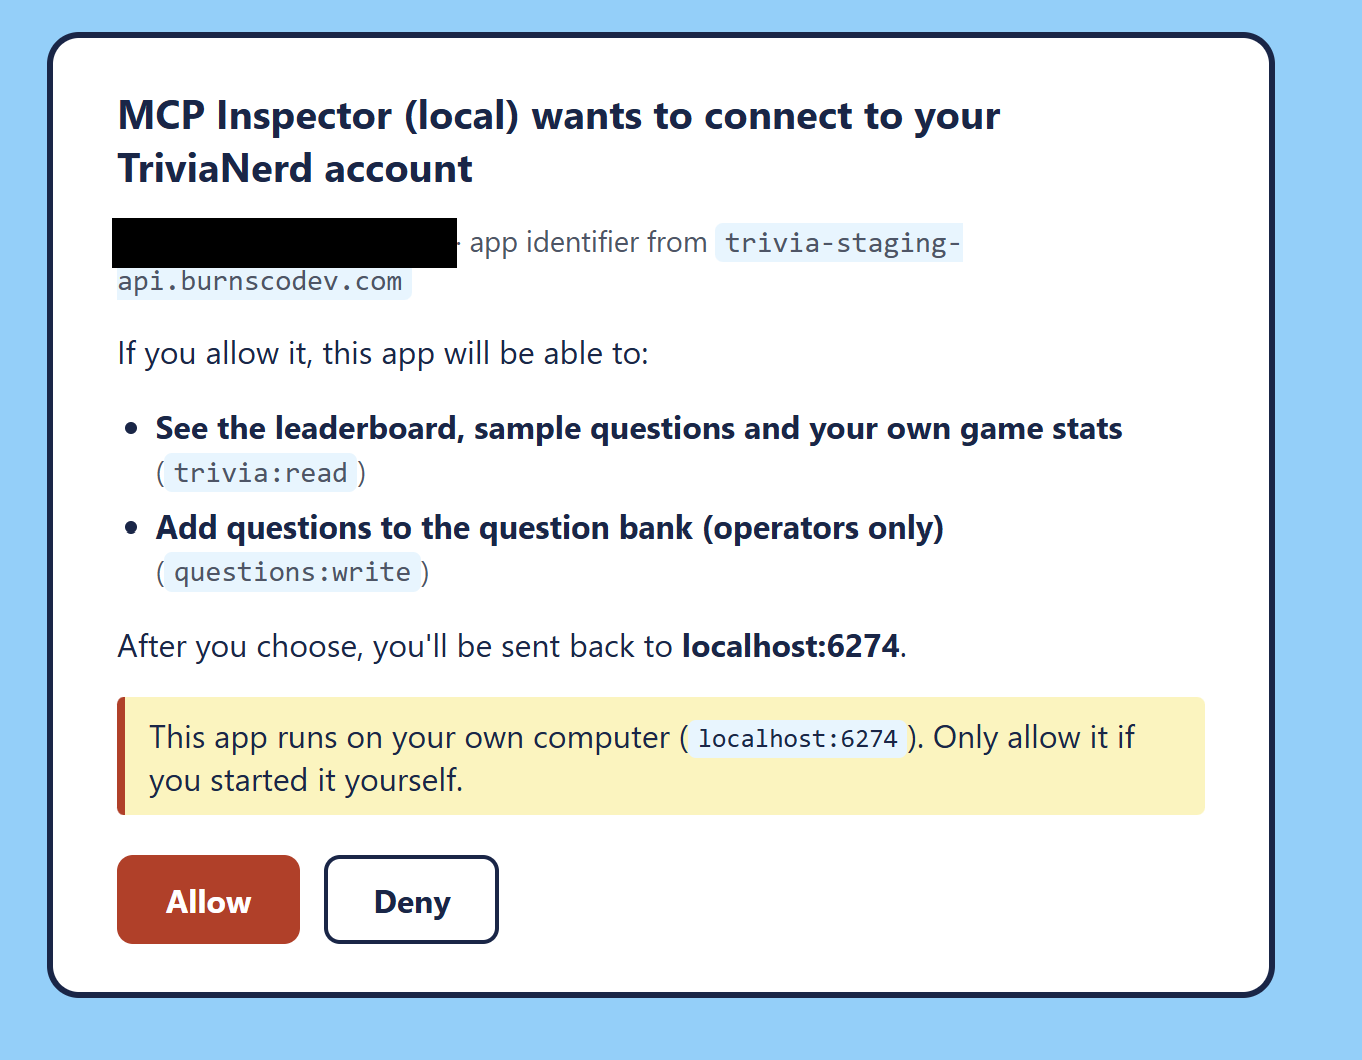 MCP Inspector (local) wants to connect to your
TriviaNerd account
· app identifier from trivia-staging-
api.burnscodev.com
If you allow it, this app will be able to:
• See the leaderboard, sample questions and your own game stats
(trivia:read)
• Add questions to the question bank (operators only)
(questions:write)
After you choose, you'll be sent back to localhost:6274.
This app runs on your own computer (localhost:6274). Only allow it if
you started it yourself.
Allow Deny